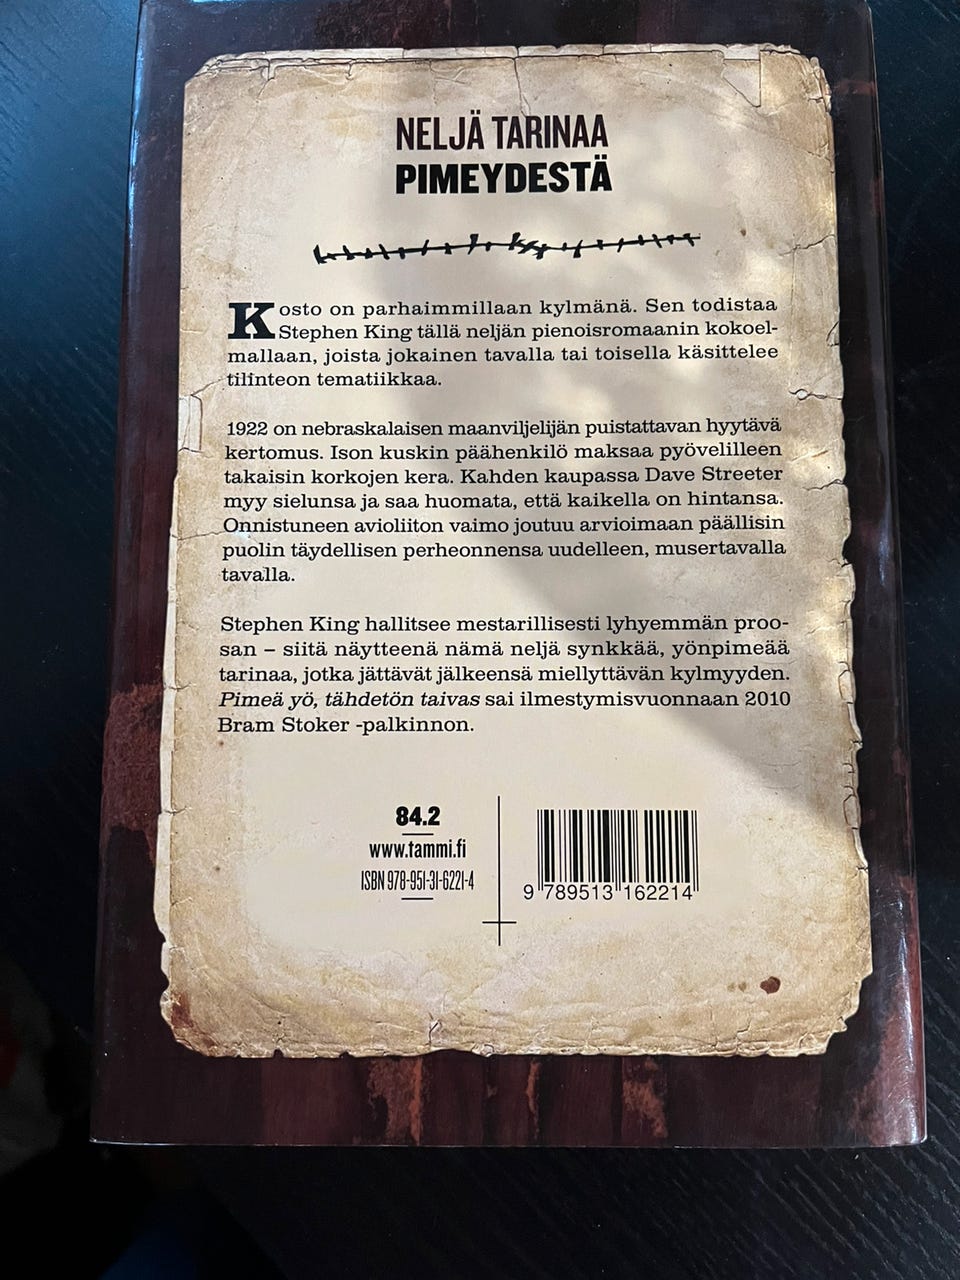 NELJÄ TARINAA
PIMEYDESTÄ
Kosto on parhaimmillaan kylmänä. Sen todistaa
Stephen King tällä neljän pienoisromaanin kokoel-
mallaan, joista jokainen tavalla tai toisella käsittelee
tilinteon tematiikkaa.
1922 on nebraskalaisen maanviljelijän puistattavan hyytävä
kertomus. Ison kuskin päähenkilö maksaa pyövelilleen
takaisin korkojen kera. Kahden kaupassa Dave Streeter
myy sielunsa ja saa huomata, että kaikella on hintansa.
Onnistuneen avioliiton vaimo joutuu arvioimaan päällisin
puolin täydellisen perheonnensa uudelleen, musertavalla
tavalla.
Stephen King hallitsee mestarillisesti lyhyemmän proo-
san – siitä näytteenä nämä neljä synkkää, yönpimeää
tarinaa, jotka jättävät jälkeensä miellyttävän kylmyyden.
Pimeä yö, tähdetön taivas sai ilmestymisvuonnaan 2010
Bram Stoker -palkinnon.
84.2
www.tammi.fi
ISBN 978-951-31-6221-4
9 789513 162214